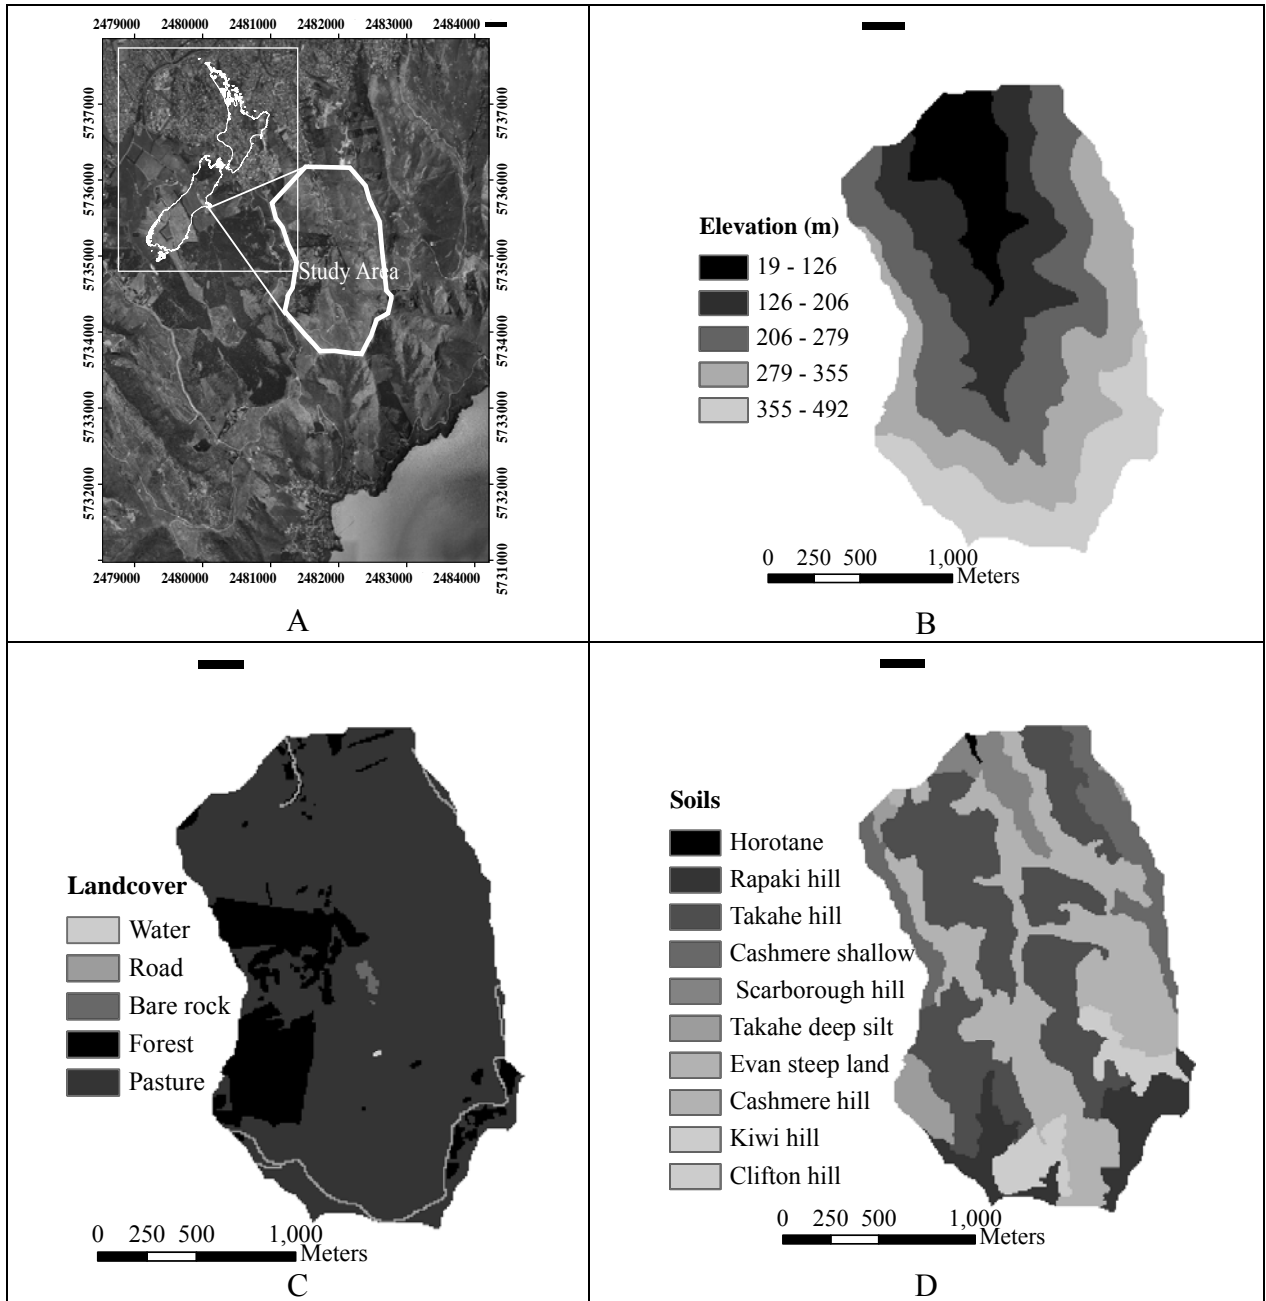 2479000 2480000 2481000 2482000 2483000 2484000
5737000
5736000
5735000
5734000
5733000
5732000
Study Area
5737000
5736000
5735000
5734000
5733000
5732000
5731000
2479000 2480000 2481000 2482000 2483000 2484000
A
Elevation (m)
19 - 126
126 - 206
206 - 279
279 - 355
355 - 492
0 250 500 1,000
Meters
B
Landcover
Water
Road
Bare rock
Forest
Pasture
0 250 500 1,000
Meters
C
Soils
Horotane
Rapaki hill
Takahe hill
Cashmere shallow
Scarborough hill
Takahe deep silt
Evan steep land
Cashmere hill
Kiwi hill
Clifton hill
0 250 500 1,000
Meters
D